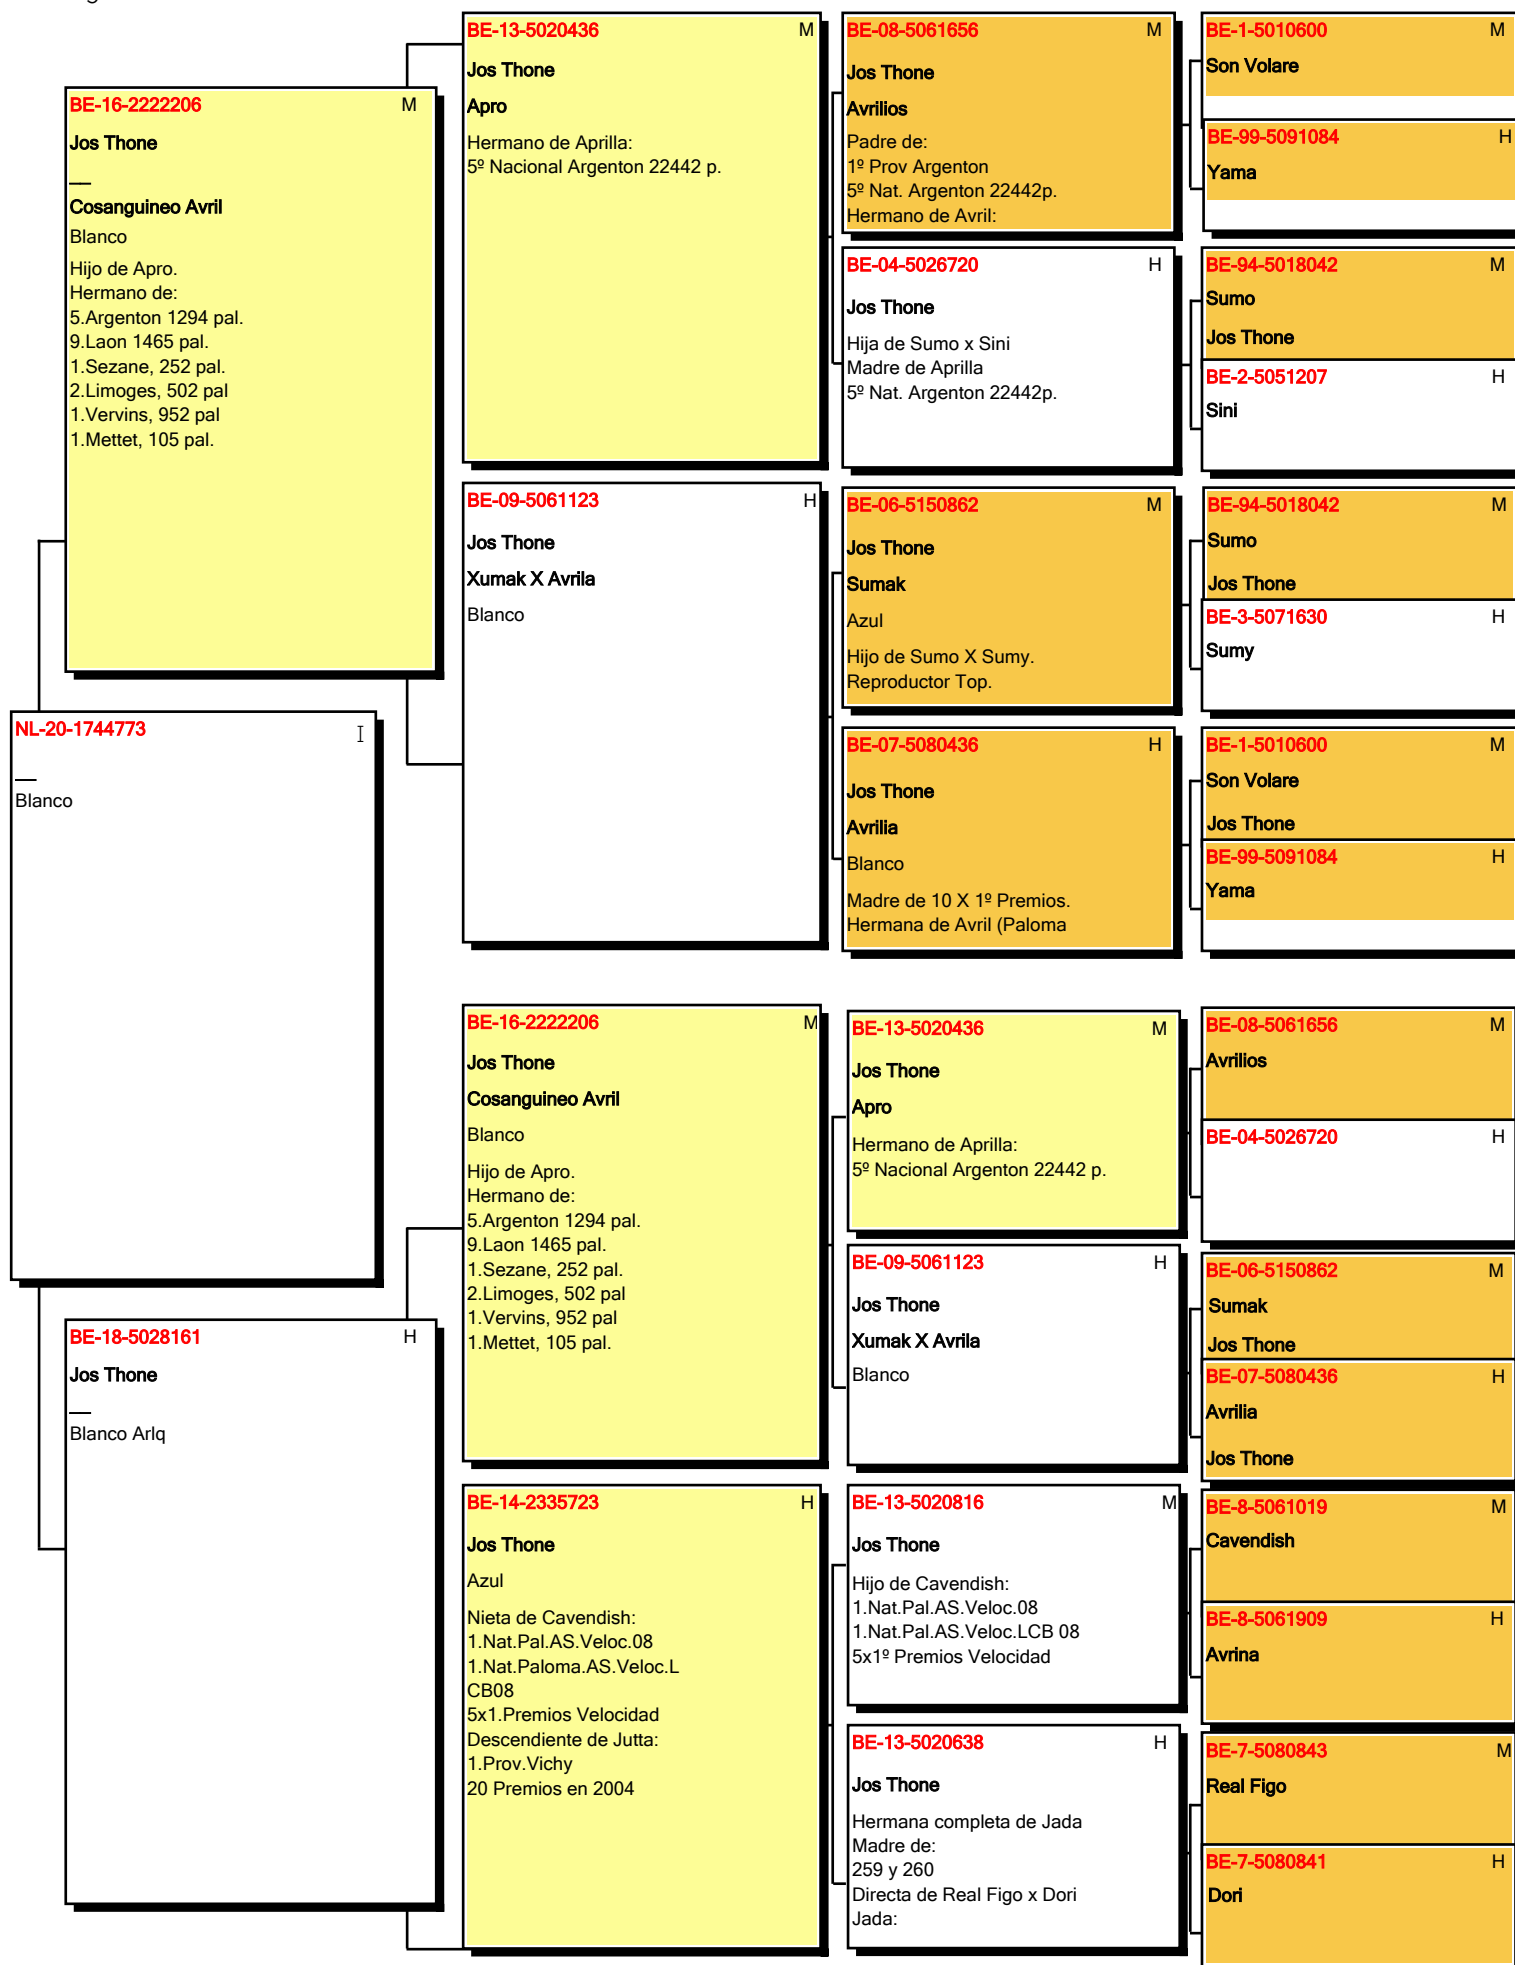 BE-16-2222206 M
Jos Thone
__
Cosanguineo Avril
Blanco
Hijo de Apro.
Hermano de:
5.Argenton 1294 pal.
9.Laon 1465 pal.
1.Sezane, 252 pal.
2.Limoges, 502 pal
1.Vervins, 952 pal
1.Mettet, 105 pal.
NL-20-1744773 I
__
Blanco
BE-18-5028161 H
Jos Thone
__
Blanco Arlq
BE-13-5020436 M
Jos Thone
Apro
Hermano de Aprilla:
5º Nacional Argenton 22442 p.
BE-09-5061123 H
Jos Thone
Xumak X Avrila
Blanco
BE-16-2222206 M
Jos Thone
Cosanguineo Avril
Blanco
Hijo de Apro.
Hermano de:
5.Argenton 1294 pal.
9.Laon 1465 pal.
1.Sezane, 252 pal.
2.Limoges, 502 pal
1.Vervins, 952 pal
1.Mettet, 105 pal.
BE-14-2335723 H
Jos Thone
Azul
Nieta de Cavendish:
1.Nat.Pal.AS.Veloc.08
1.Nat.Paloma.AS.Veloc.L
CB08
5x1.Premios Velocidad
Descendiente de Jutta:
1.Prov.Vichy
20 Premios en 2004
BE-08-5061656 M
Jos Thone
Avrilios
Padre de:
1º Prov Argenton
5º Nat. Argenton 22442p.
Hermano de Avril:
BE-04-5026720 H
Jos Thone
Hija de Sumo x Sini
Madre de Aprilla
5º Nat. Argenton 22442p.
BE-06-5150862 M
Jos Thone
Sumak
Azul
Hijo de Sumo X Sumy.
Reproductor Top.
BE-07-5080436 H
Jos Thone
Avrilia
Blanco
Madre de 10 X 1º Premios.
Hermana de Avril (Paloma
BE-13-5020436 M
Jos Thone
Apro
Hermano de Aprilla:
5º Nacional Argenton 22442 p.
BE-09-5061123 H
Jos Thone
Xumak X Avrila
Blanco
BE-13-5020816 M
Jos Thone
Hijo de Cavendish:
1.Nat.Pal.AS.Veloc.08
1.Nat.Pal.AS.Veloc.LCB 08
5x1º Premios Velocidad
BE-13-5020638 H
Jos Thone
Hermana completa de Jada
Madre de:
259 y 260
Directa de Real Figo x Dori
Jada:
BE-1-5010600 M
Son Volare
BE-99-5091084 H
Yama
BE-94-5018042 M
Sumo
Jos Thone
BE-2-5051207 H
Sini
BE-94-5018042 M
Sumo
Jos Thone
BE-3-5071630 H
Sumy
BE-1-5010600 M
Son Volare
Jos Thone
BE-99-5091084 H
Yama
BE-08-5061656 M
Avrilios
BE-04-5026720 H
BE-06-5150862 M
Sumak
Jos Thone
BE-07-5080436 H
Avrilia
Jos Thone
BE-8-5061019 M
Cavendish
BE-8-5061909 H
Avrina
BE-7-5080843 M
Real Figo
BE-7-5080841 H
Dori